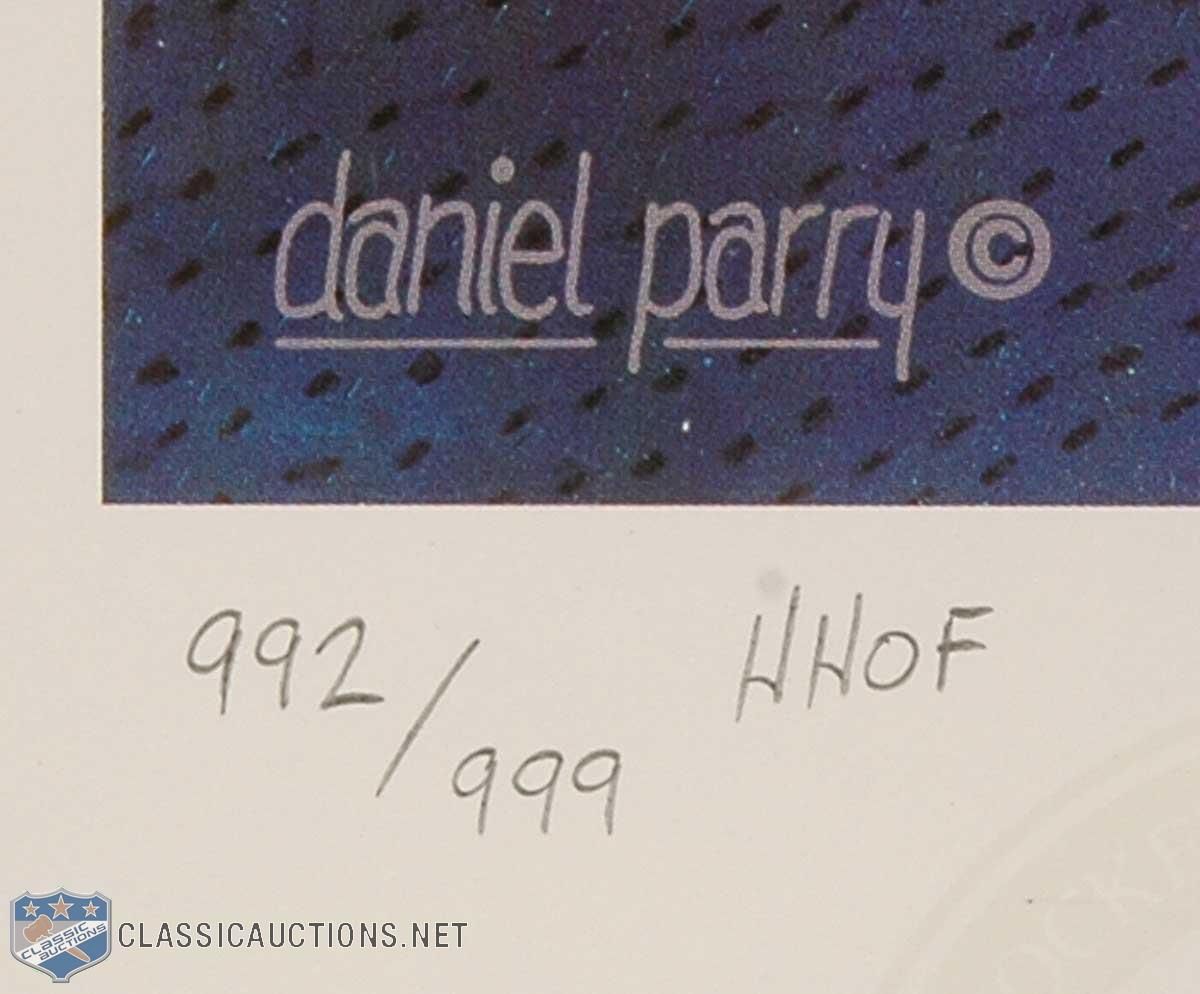 daniel parry ©
992/999 HHOF
CLASSIC AUCTIONS
CLASSICAUCTIONS.NET